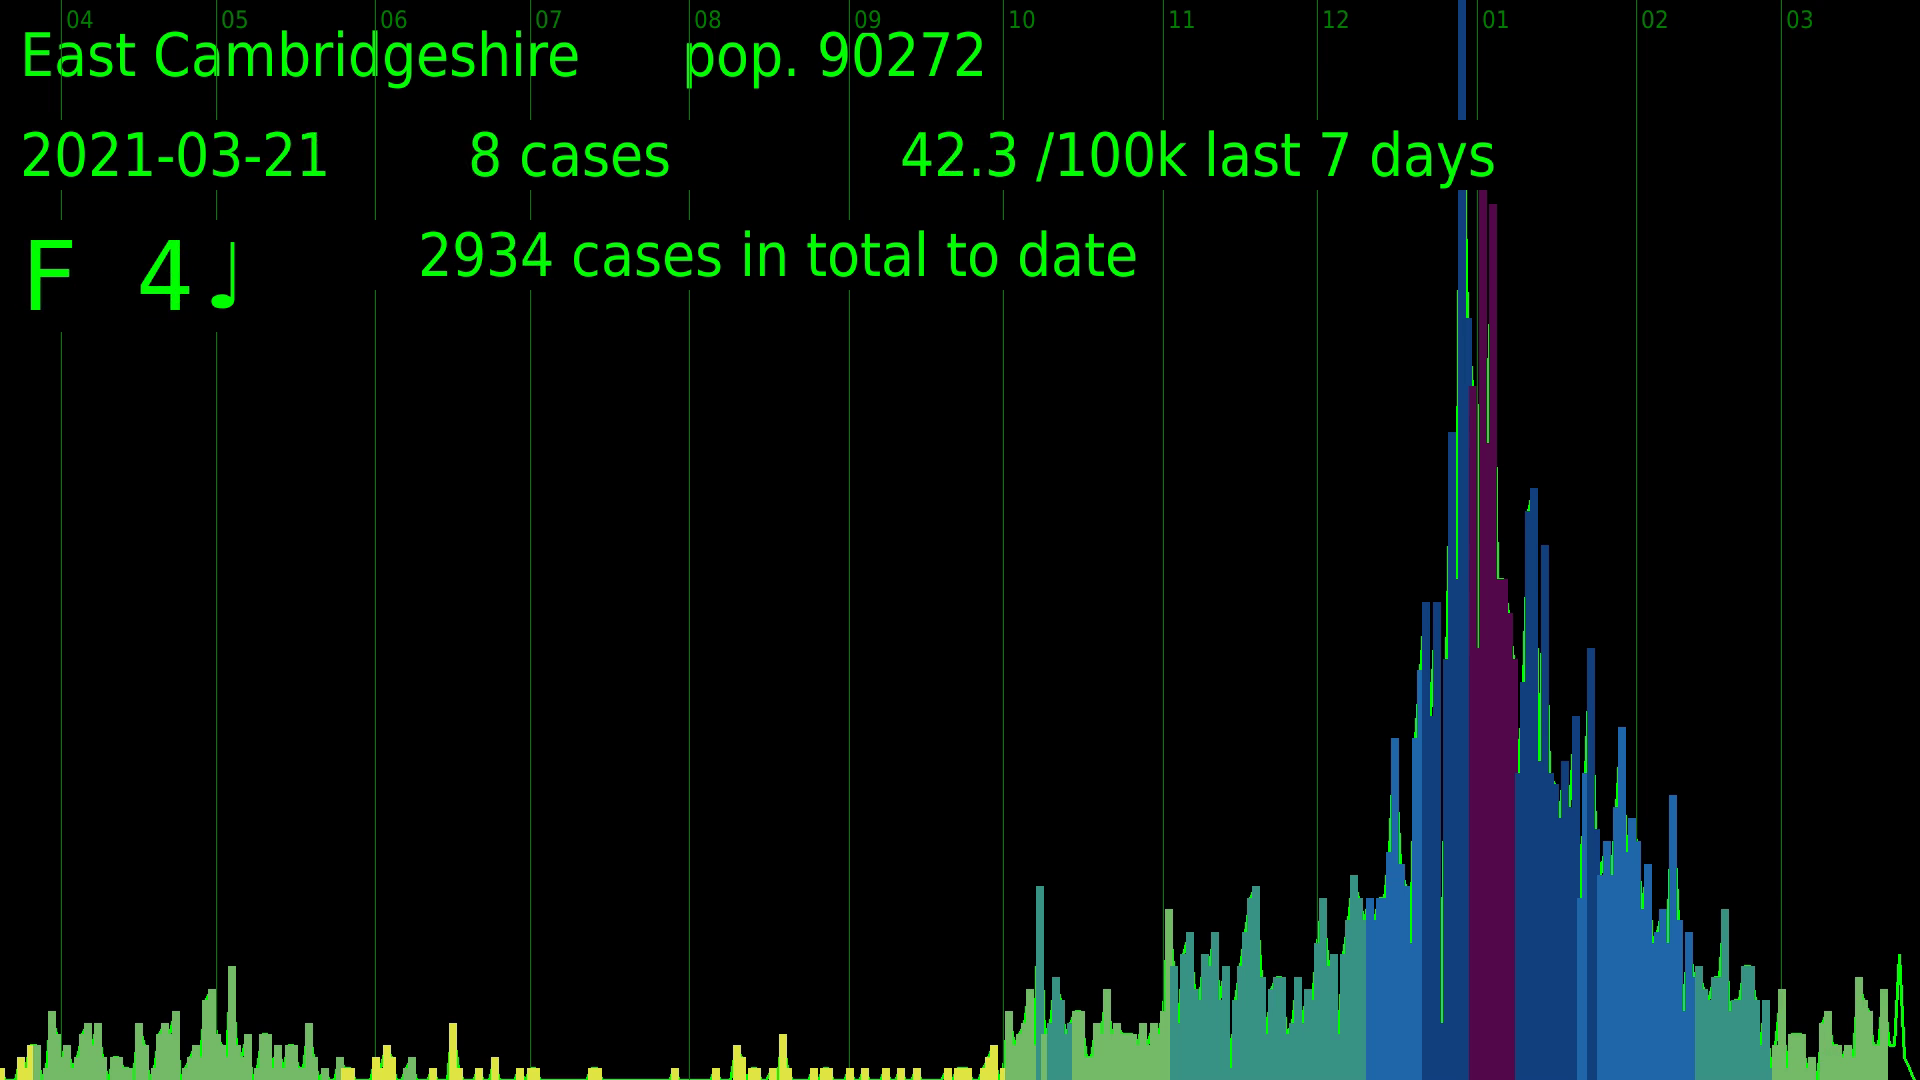 04 05 06 07 08 09 10 11 12 01 02 03
East Cambridgeshire pop. 90272
2021-03-21 8 cases 42.3 /100k last 7 days
F 4♩ 2934 cases in total to date